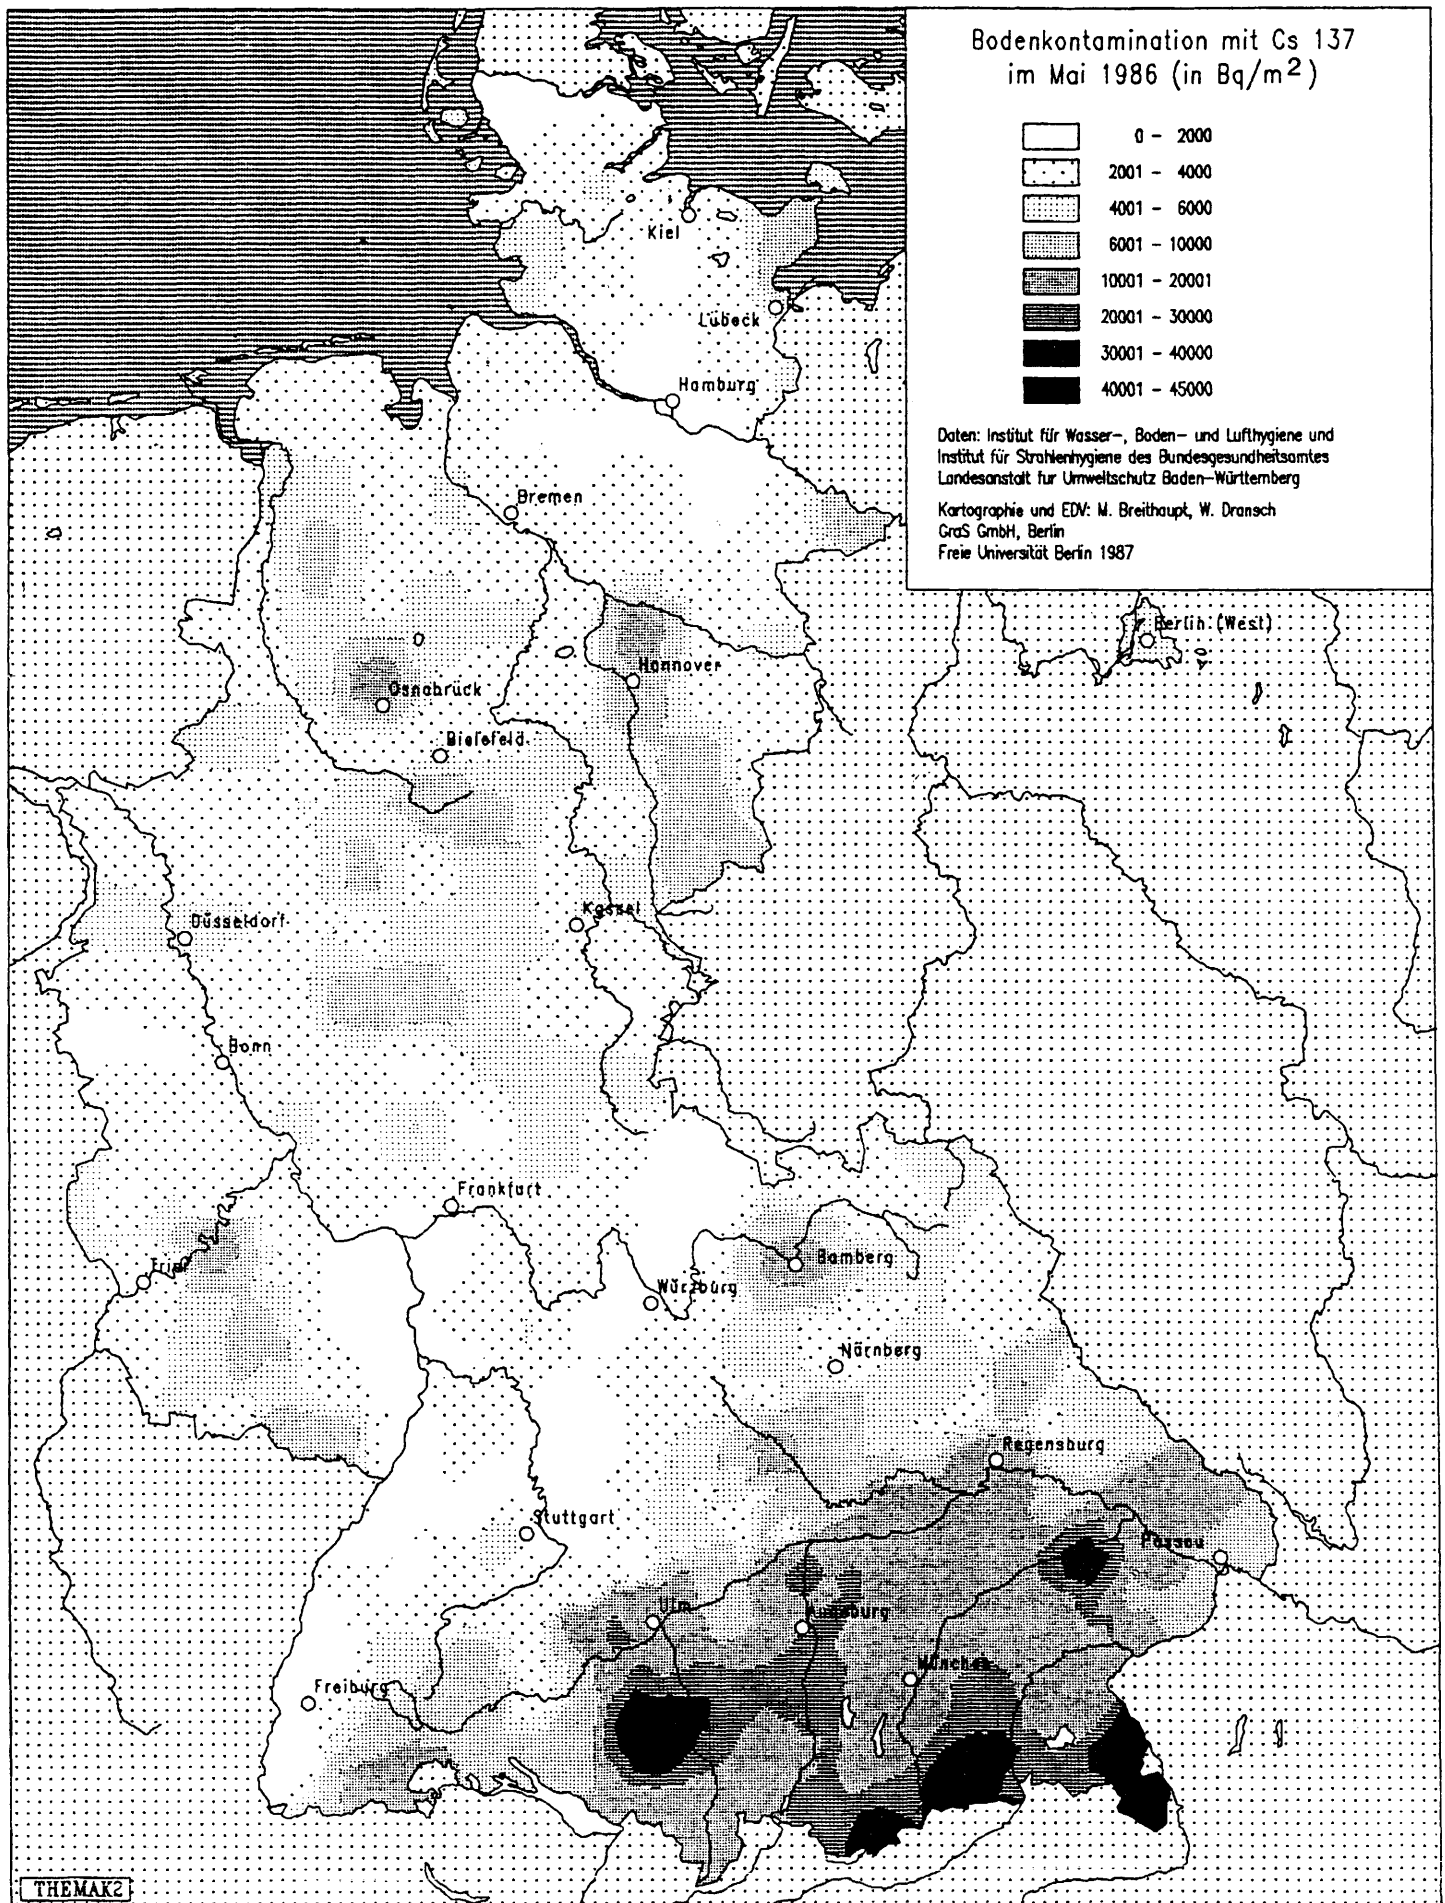 Bodenkontamination mit Cs 137
im Mai 1986 (in Bq/m²)
0 - 2000
2001 - 4000
4001 - 6000
6001 - 10000
10001 - 20001
20001 - 30000
30001 - 40000
40001 - 45000
Daten: Institut für Wasser-, Boden- und Lufthygiene und
Institut für Strahlenhygiene des Bundesgesundheitsamtes
Landesanstalt fur Umweltschutz Baden-Württemberg
Kartographie und EDV: M. Breithaupt, W. Dransch
GraS GmbH, Berlin
Freie Universität Berlin 1987
Kiel
Lübeck
Hamburg
Bremen
Berlin (West)
Hannover
Osnabrück
Bielefeld
Kassel
Düsseldorf
Bonn
Frankfurt
Trier
Bamberg
Würzburg
Nürnberg
Regensburg
Stuttgart
Passau
Ulm
Augsburg
München
Freiburg
THEMAK2